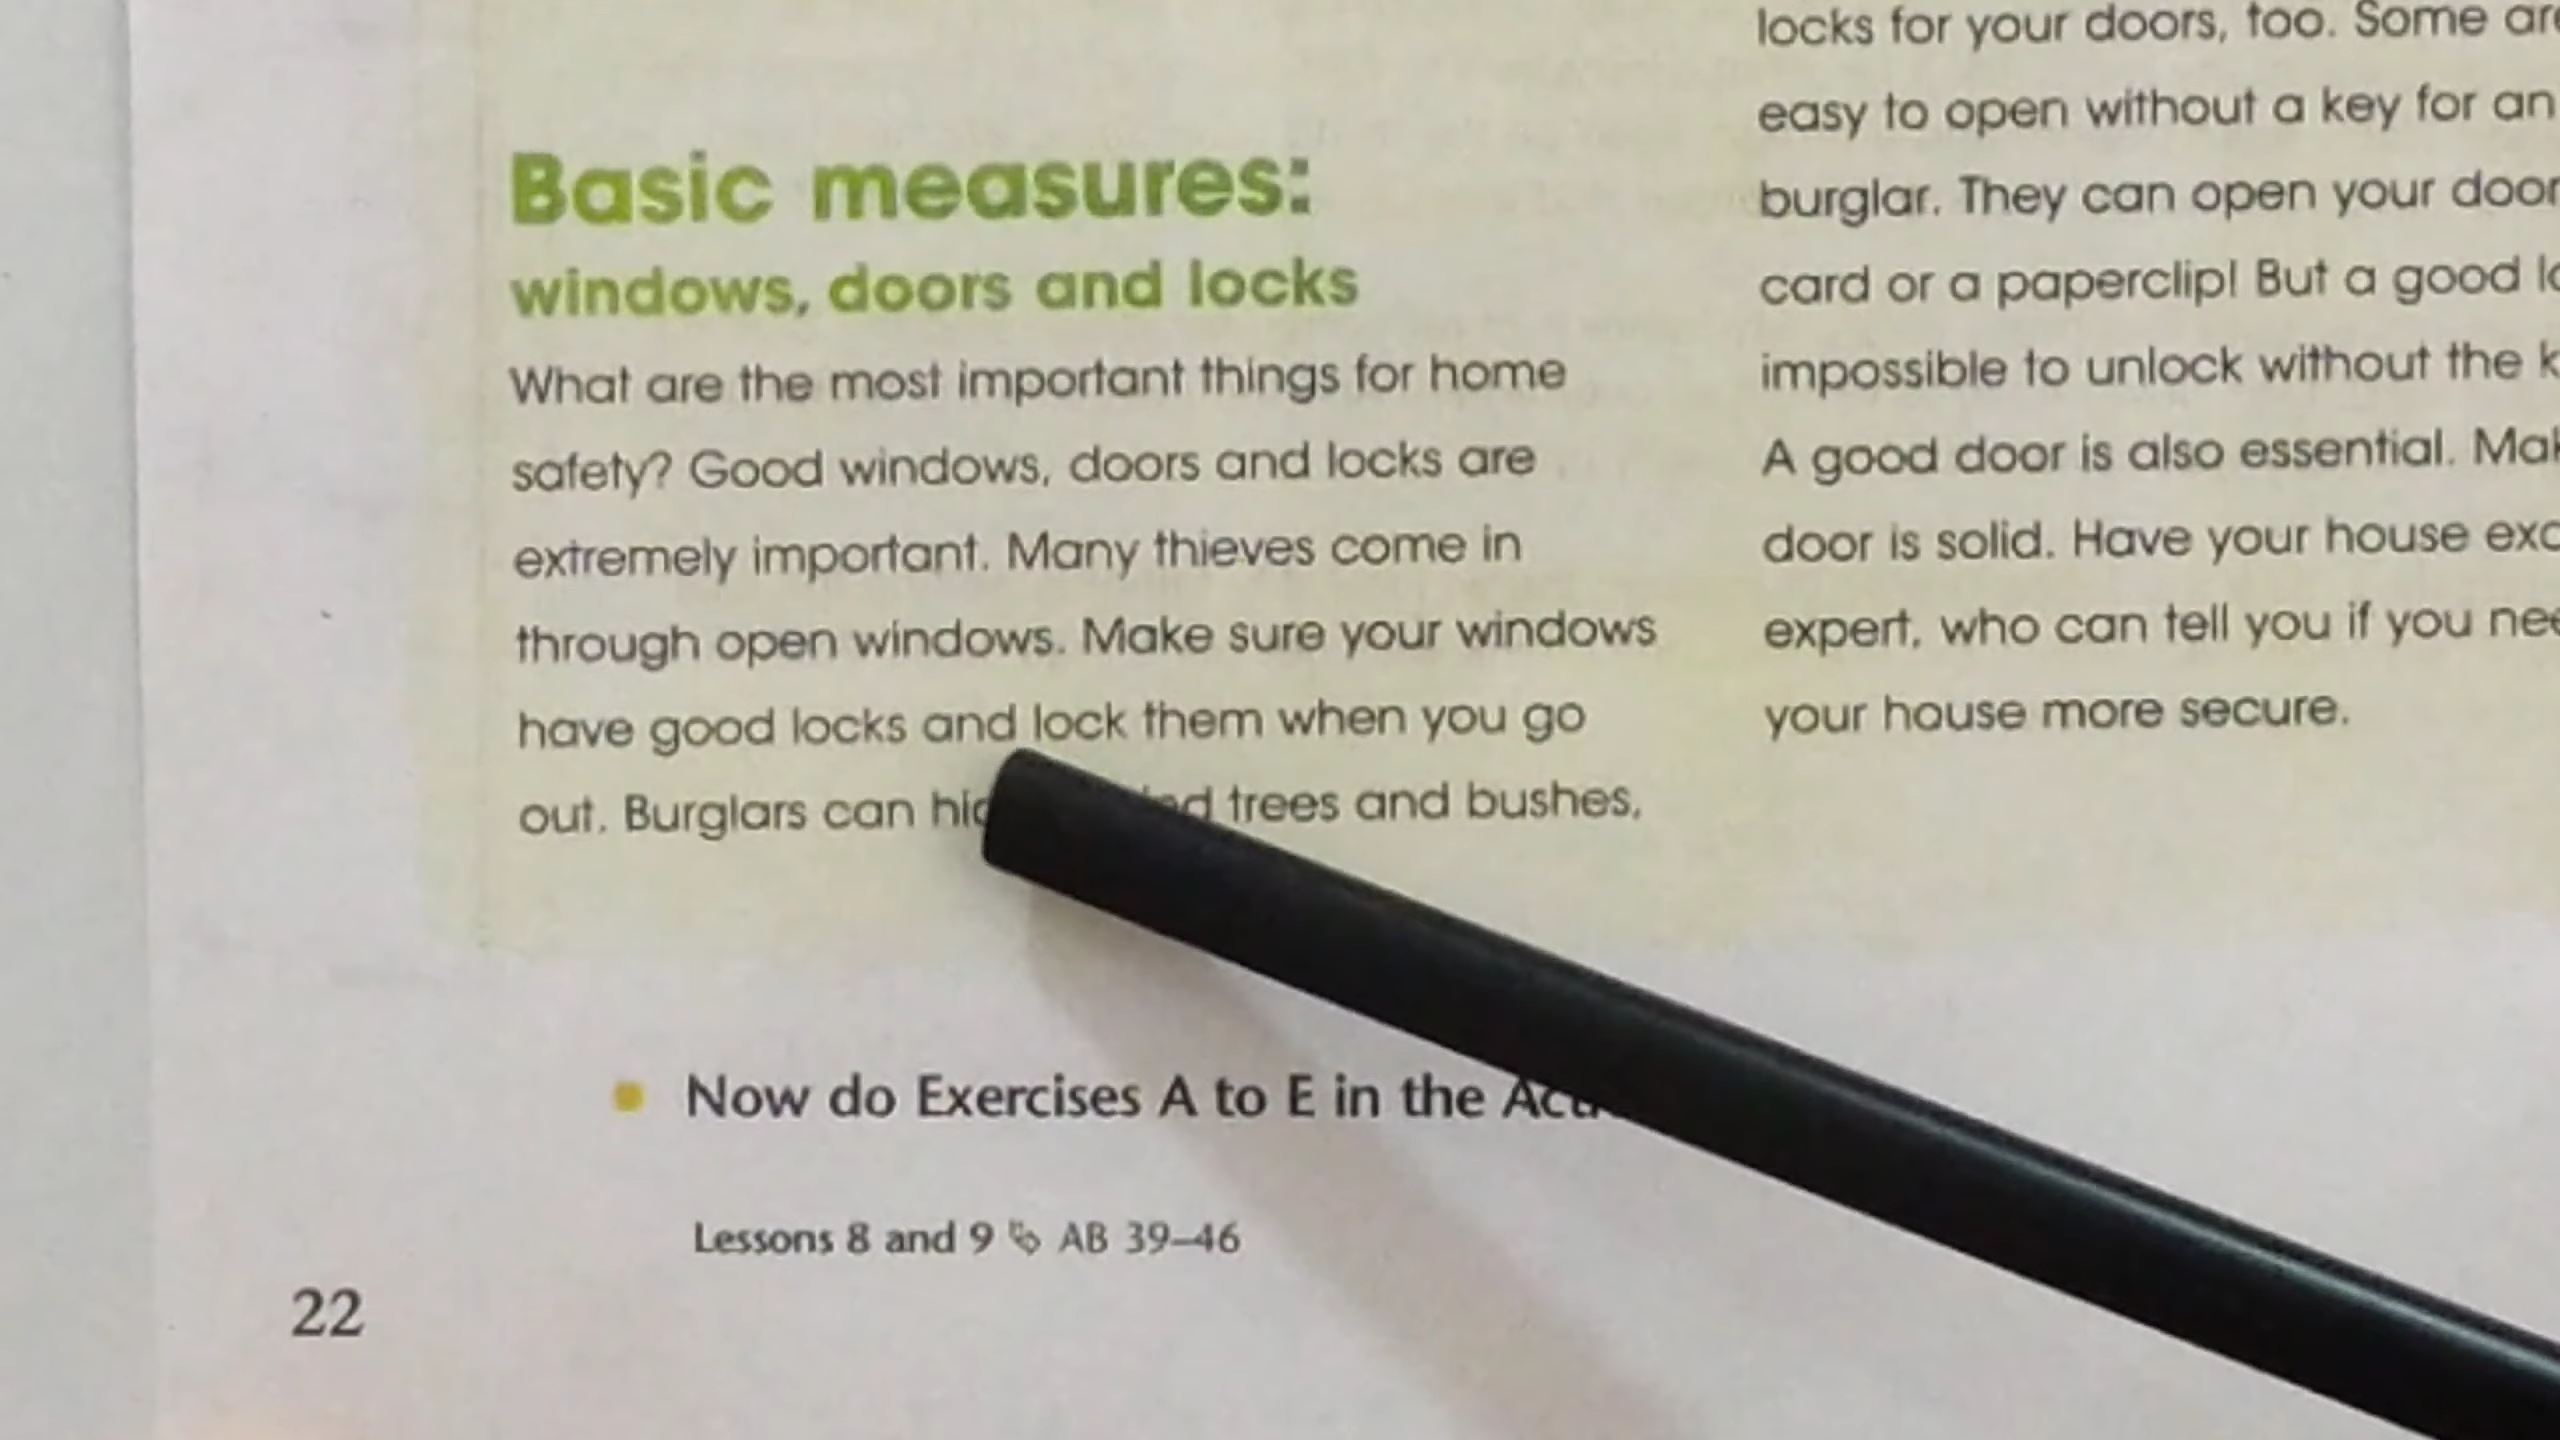 Basic measures:
windows, doors and locks
What are the most important things for home
safety? Good windows, doors and locks are
extremely important. Many thieves come in
through open windows. Make sure your windows
have good locks and lock them when you go
out. Burglars can trees and bushes,
locks for your doors, too. Some
easy to open without a key for an
burglar. They can open your door
card or a paperclip! But a good
impossible to unlock without the
A good door is also essential.
door is solid. Have your house
expert, who can tell you if you
your house more secure.
Now do Exercises A to E in the
Lessons 8 and 9 AB 39–46
22